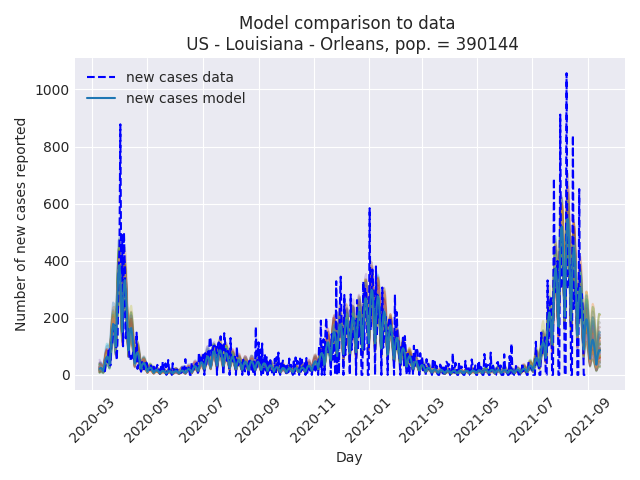 Model comparison to data
US - Louisiana - Orleans, pop. = 390144
new cases data
new cases model
Number of new cases reported
1000
800
600
400
200
0
2020-03
2020-05
2020-07
2020-09
2020-11
2021-01
2021-03
2021-05
2021-07
2021-09
Day